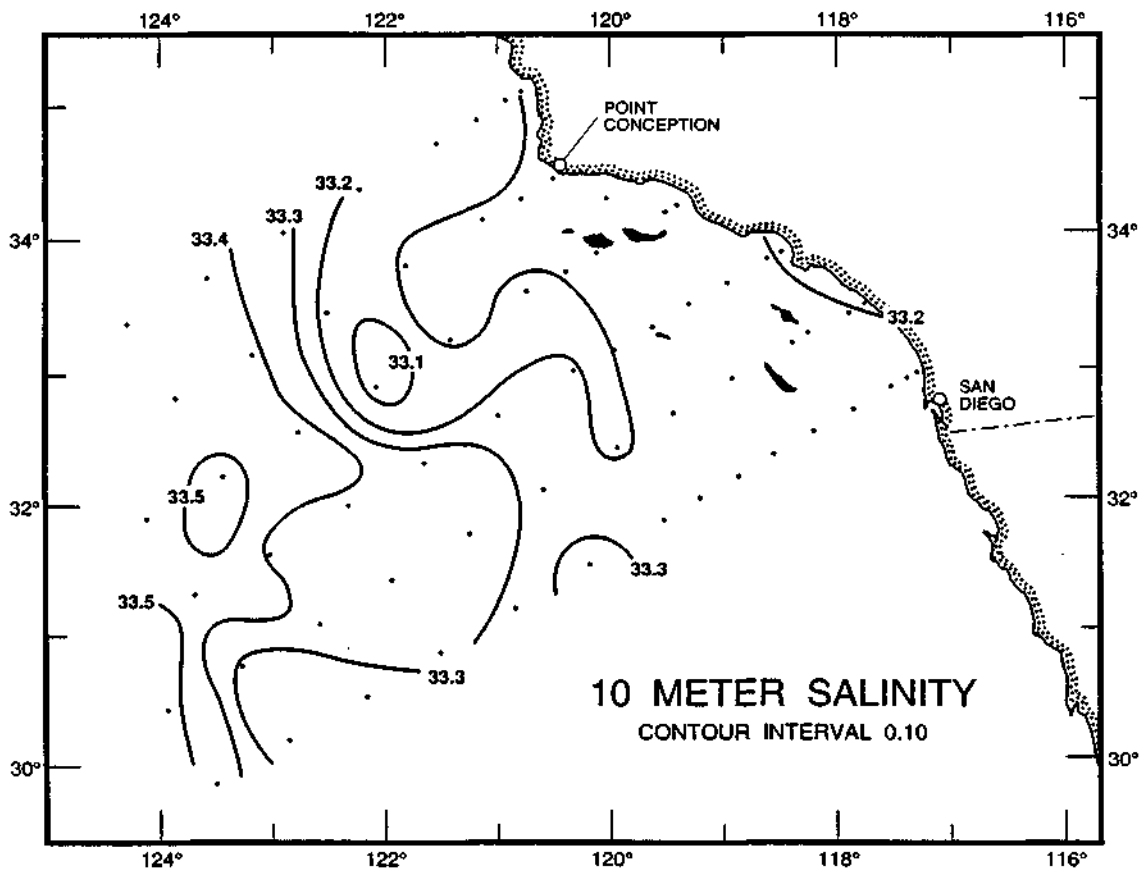 124° 122° 120° 118° 116°
POINT
CONCEPTION
33.2
33.3
33.4
34° 34°
33.1
33.2
SAN
DIEGO
33.5
32° 32°
33.3
33.5
33.3
10 METER SALINITY
CONTOUR INTERVAL 0.10
30° 30°
124° 122° 120° 118° 116°